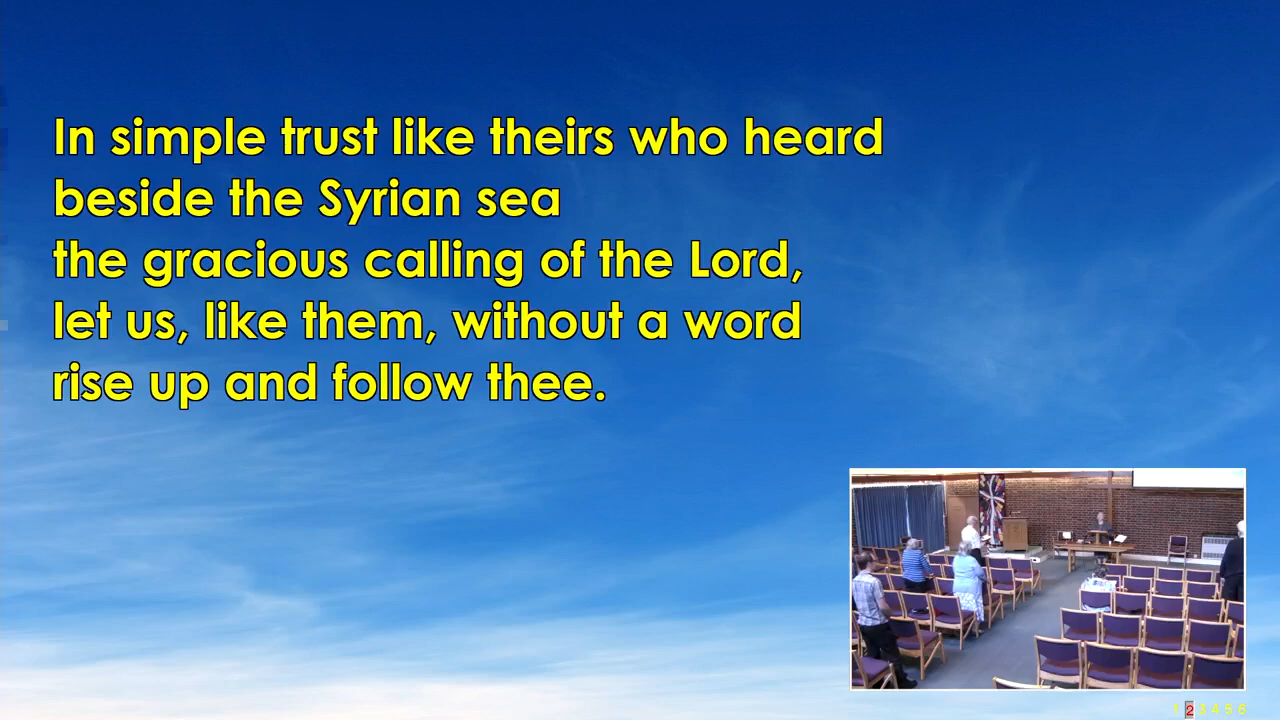 In simple trust like theirs who heard
beside the Syrian sea
the gracious calling of the Lord,
let us, like them, without a word
rise up and follow thee.
1 2 3 4 5 6